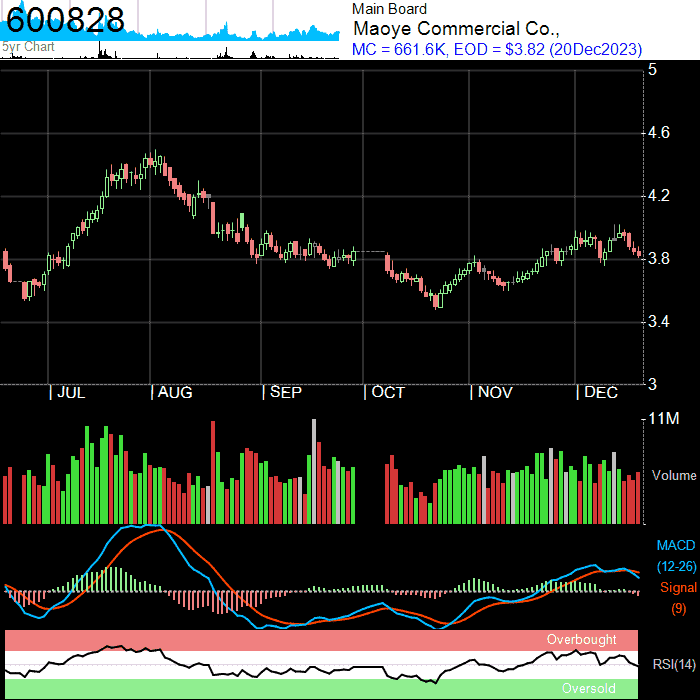 600828
5yr Chart
Main Board
Maoye Commercial Co.,
MC = 661.6K, EOD = $3.82 (20Dec2023)
5
4.6
4.2
3.8
3.4
3
JUL AUG SEP OCT NOV DEC
11M
Volume
MACD
(12-26)
Signal
(9)
Overbought
RSI(14)
Oversold